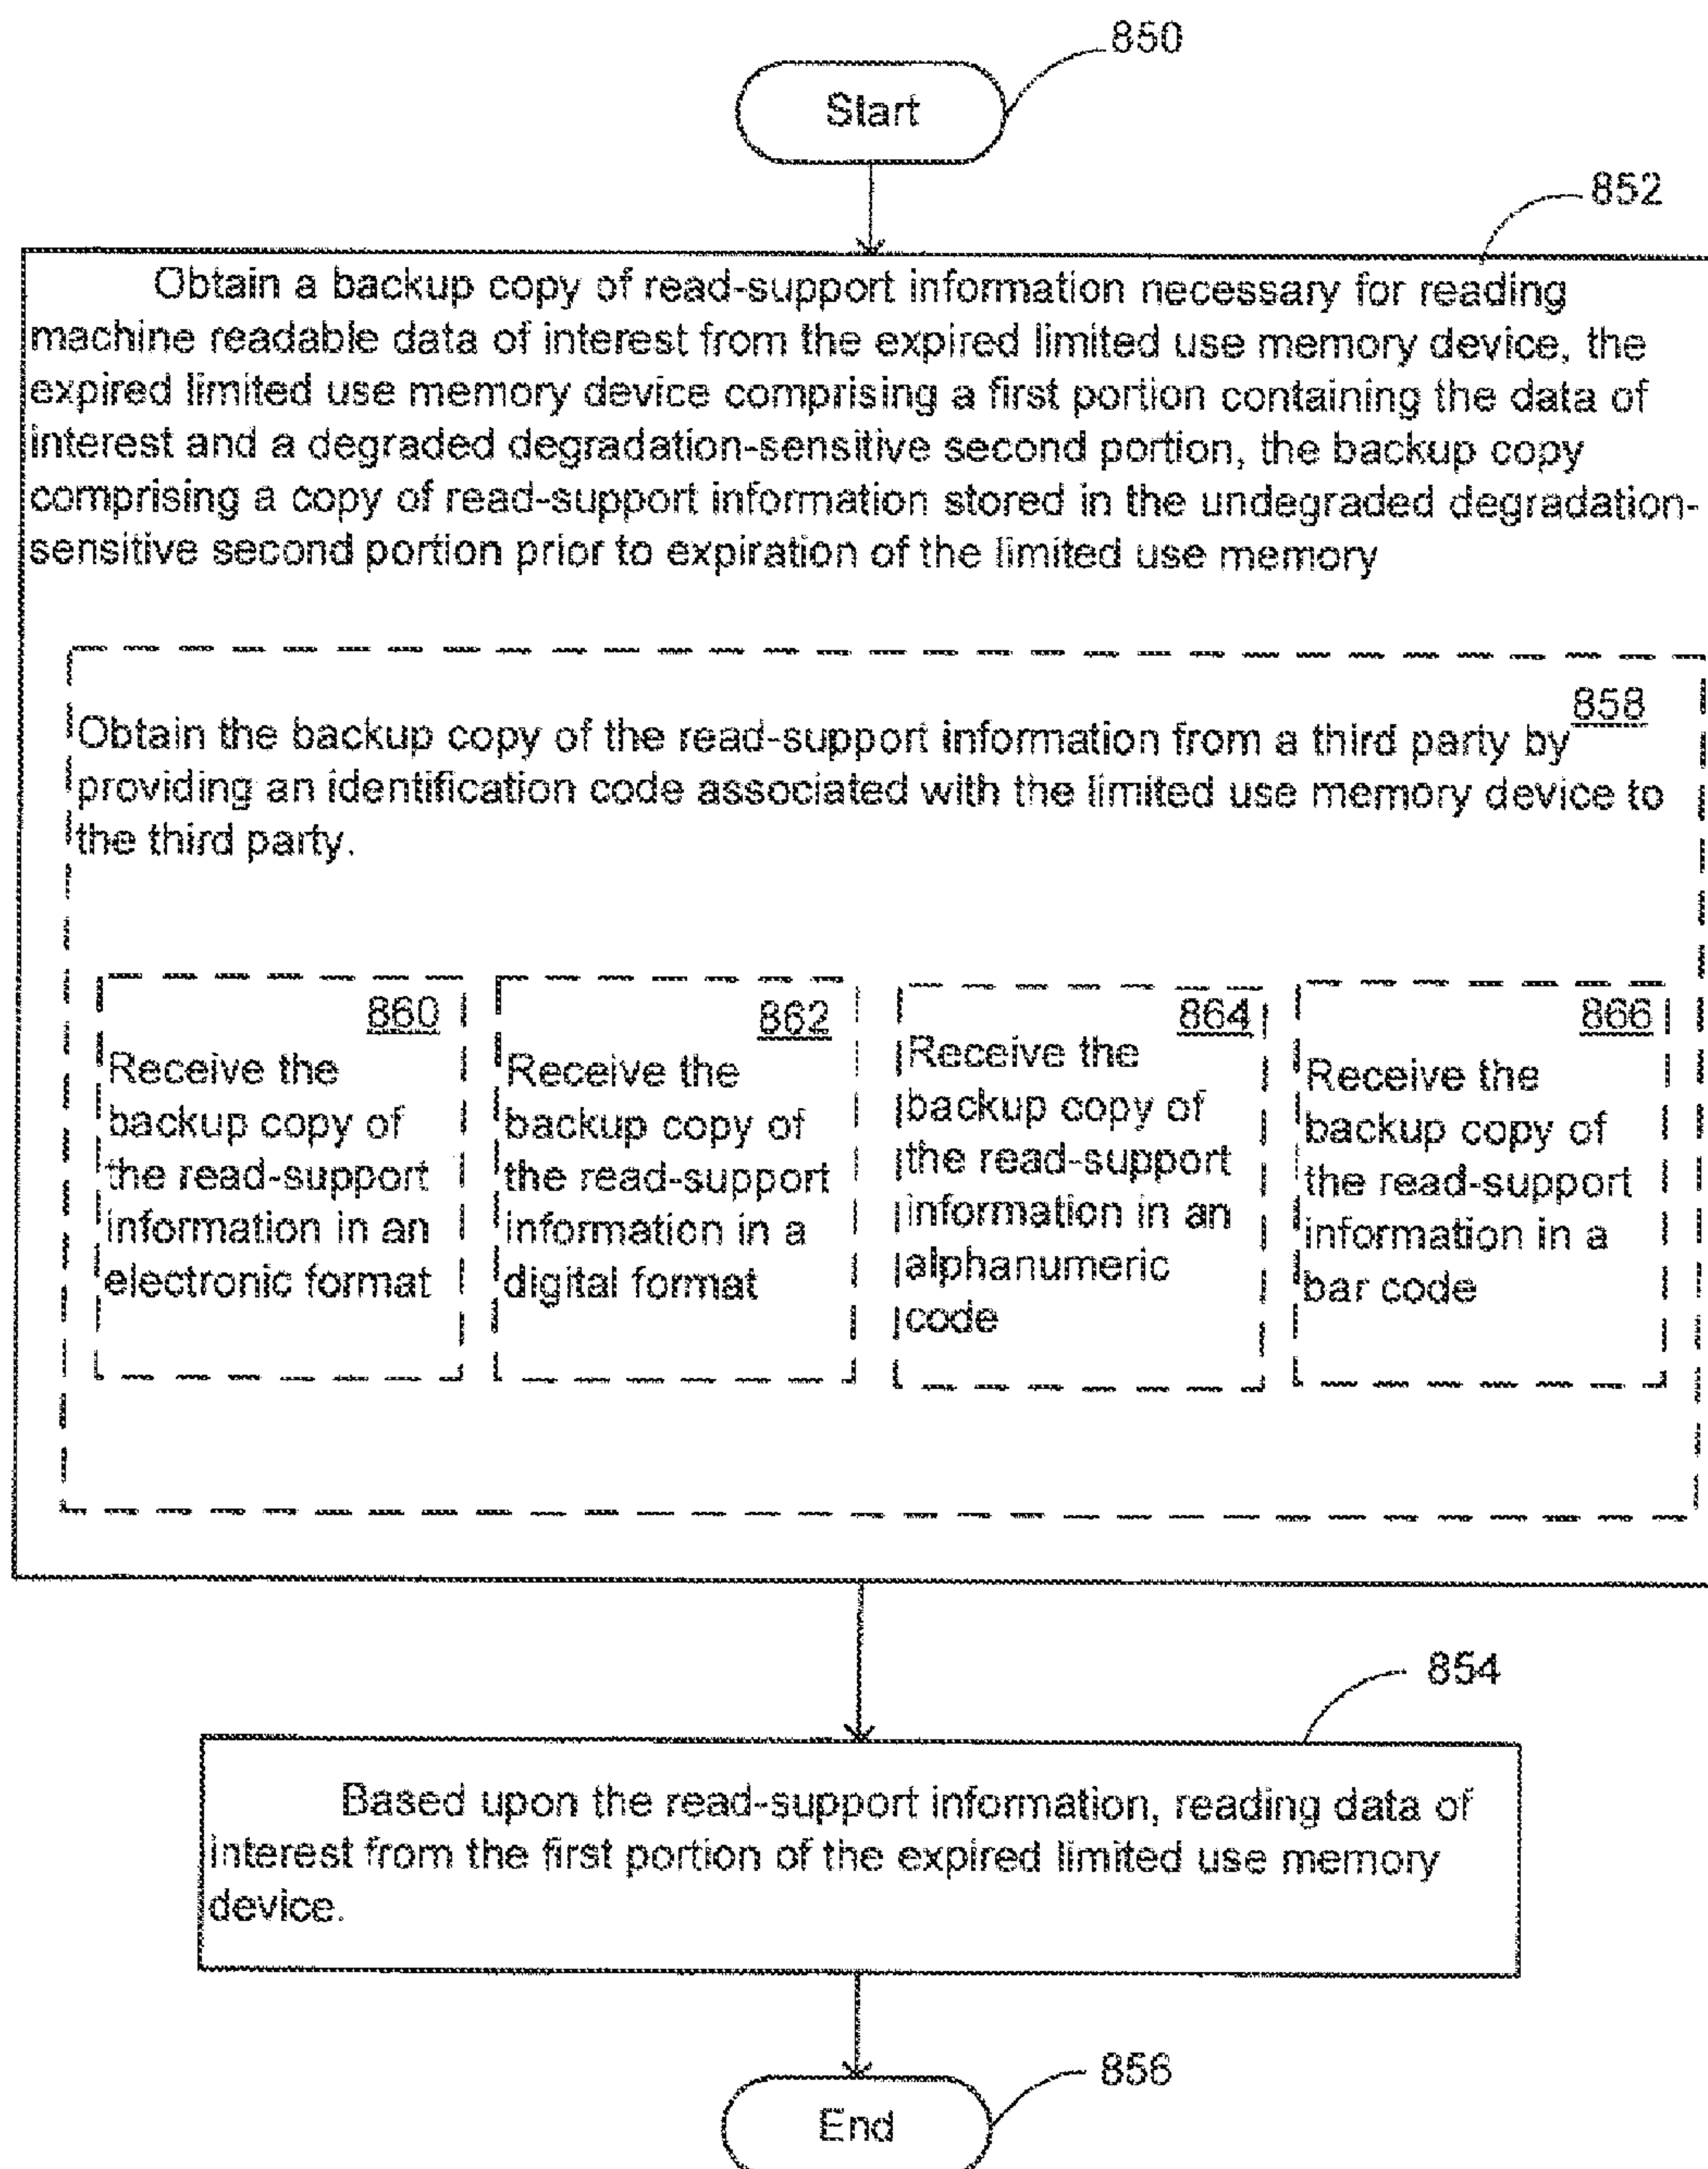 850
Start
852
Obtain a backup copy of read-support information necessary for reading
machine readable data of interest from the expired limited use memory device, the
expired limited use memory device comprising a first portion containing the data of
interest and a degraded degradation-sensitive second portion, the backup copy
comprising a copy of read-support information stored in the undegraded degradation-
sensitive second portion prior to expiration of the limited use memory
858
Obtain the backup copy of the read-support information from a third party by
providing an identification code associated with the limited use memory device to
the third party.
860
Receive the
backup copy of
the read-support
information in an
electronic format
862
Receive the
backup copy of
the read-support
information in a
digital format
864
Receive the
backup copy of
the read-support
information in an
alphanumeric
code
866
Receive the
backup copy of
the read-support
information in a
bar code
854
Based upon the read-support information, reading data of
interest from the first portion of the expired limited use memory
device.
856
End